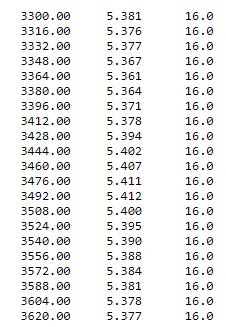 3300.00 5.381 16.0
3316.00 5.376 16.0
3332.00 5.377 16.0
3348.00 5.367 16.0
3364.00 5.361 16.0
3380.00 5.364 16.0
3396.00 5.371 16.0
3412.00 5.378 16.0
3428.00 5.394 16.0
3444.00 5.402 16.0
3460.00 5.407 16.0
3476.00 5.411 16.0
3492.00 5.412 16.0
3508.00 5.400 16.0
3524.00 5.395 16.0
3540.00 5.390 16.0
3556.00 5.388 16.0
3572.00 5.384 16.0
3588.00 5.381 16.0
3604.00 5.378 16.0
3620.00 5.377 16.0